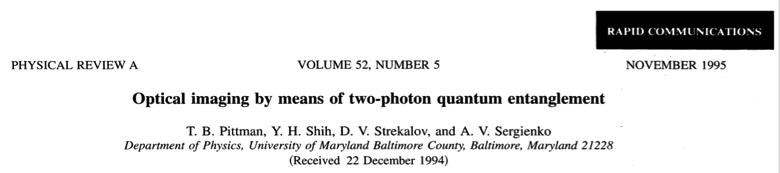 RAPID COMMUNICATIONS
PHYSICAL REVIEW A VOLUME 52, NUMBER 5 NOVEMBER 1995
Optical imaging by means of two-photon quantum entanglement
T. B. Pittman, Y. H. Shih, D. V. Strekalov, and A. V. Sergienko
Department of Physics, University of Maryland Baltimore County, Baltimore, Maryland 21228
(Received 22 December 1994)